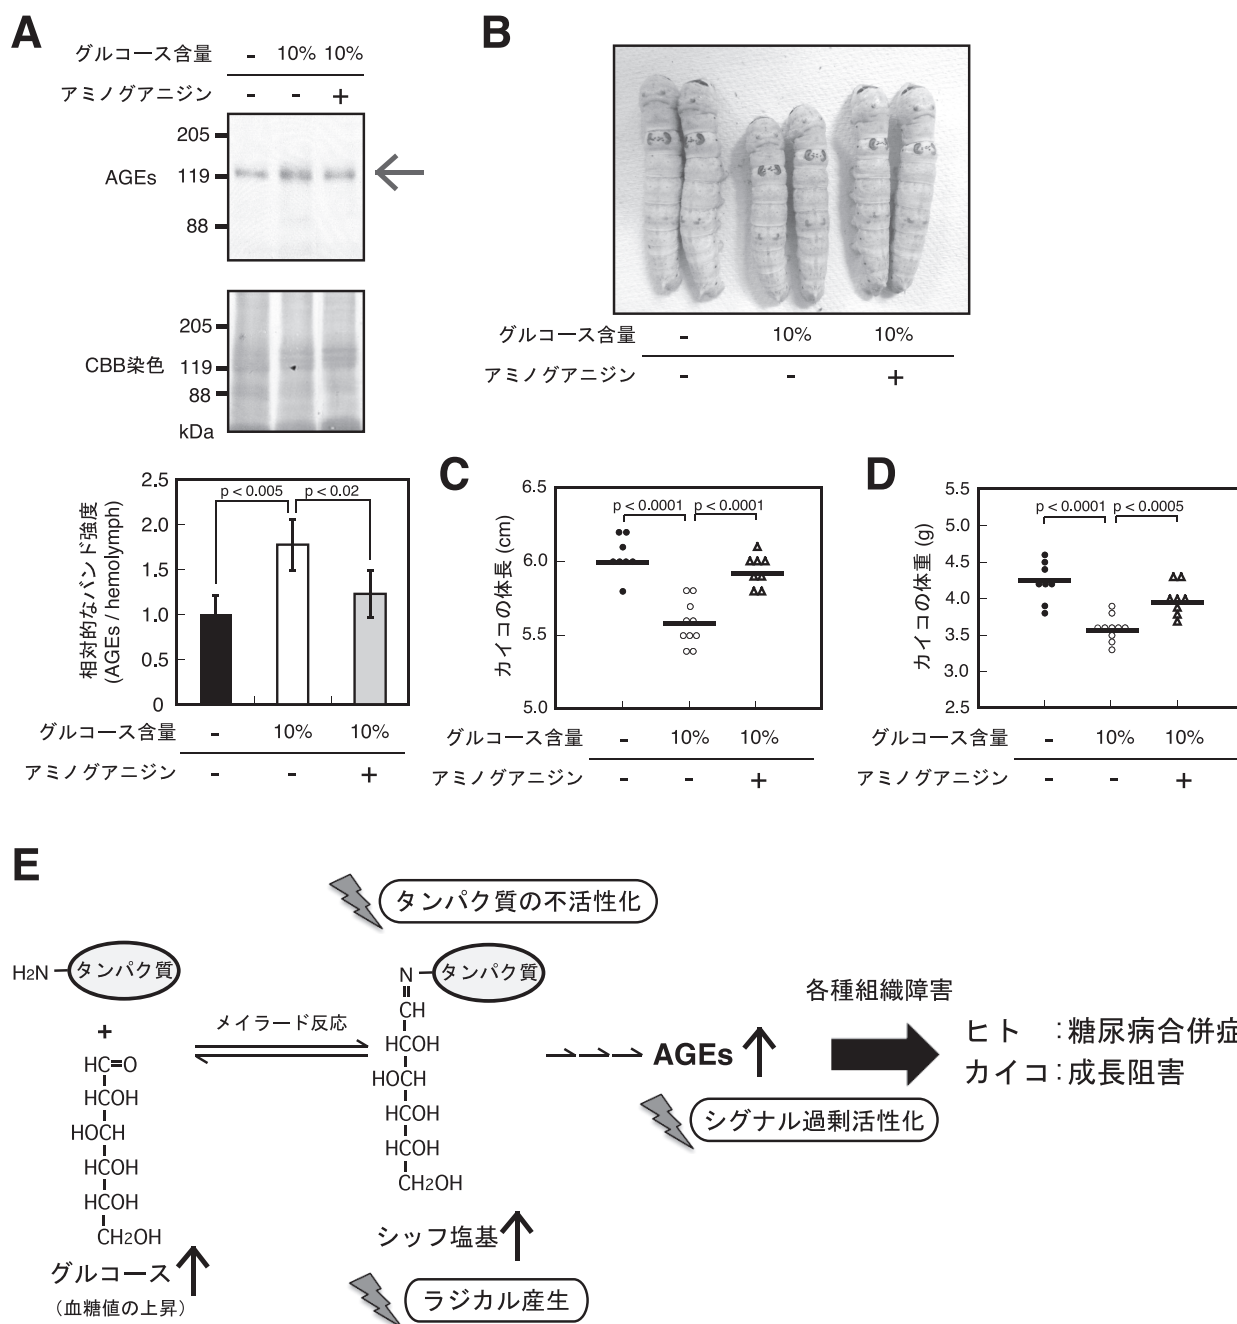 A
グルコース含量 - 10% 10%
アミノグアニジン - - +
205
AGEs 119
88
205
CBB染色 119
88
kDa
相対的なバンド強度
(AGEs / hemolymph)
2.5
2.0
1.5
1.0
0.5
0
p < 0.005 p < 0.02
グルコース含量 - 10% 10%
アミノグアニジン - - +
B
グルコース含量 - 10% 10%
アミノグアニジン - - +
C
カイコの体長 (cm)
6.5
6.0
5.5
5.0
p < 0.0001 p < 0.0001
グルコース含量 - 10% 10%
アミノグアニジン - - +
D
カイコの体重 (g)
5.5
5.0
4.5
4.0
3.5
3.0
2.5
p < 0.0001 p < 0.0005
グルコース含量 - 10% 10%
アミノグアニジン - - +
E
H2N タンパク質
+
HC=O
HCOH
HOCH
HCOH
HCOH
CH2OH
グルコース
(血糖値の上昇)
メイラード反応
タンパク質の不活性化
N タンパク質
CH
HCOH
HOCH
HCOH
HCOH
CH2OH
シッフ塩基
ラジカル産生
AGEs
シグナル過剰活性化
各種組織障害
ヒト :糖尿病合併症
カイコ:成長阻害